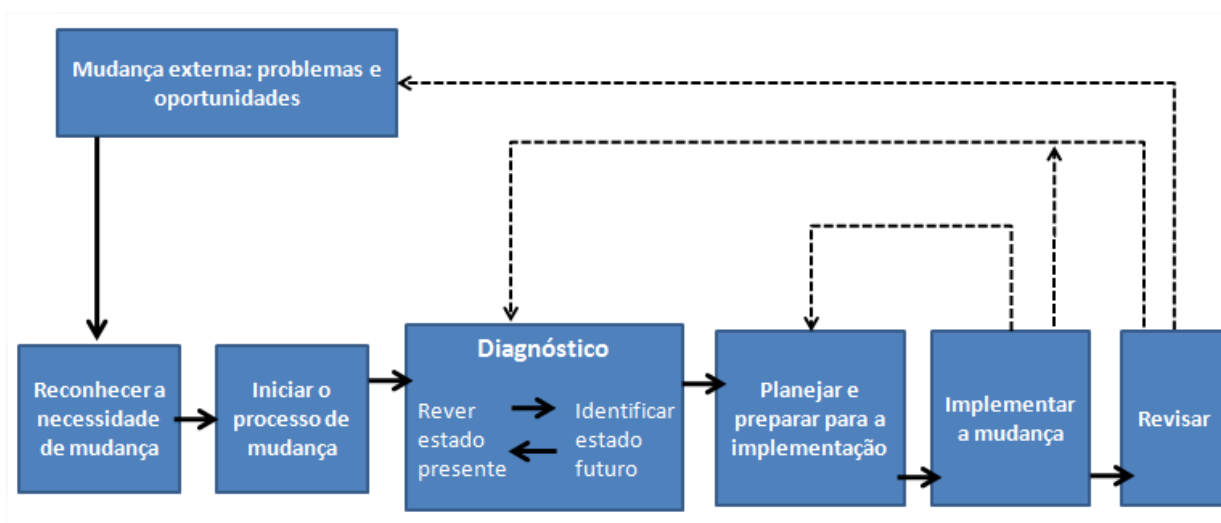 Mudança externa: problemas e
oportunidades
Reconhecer a
necessidade
de mudança
Iniciar o
processo de
mudança
Diagnóstico
Rever
estado
presente
Identificar
estado
futuro
Planejar e
preparar para a
implementação
Implementar
a mudança
Revisar